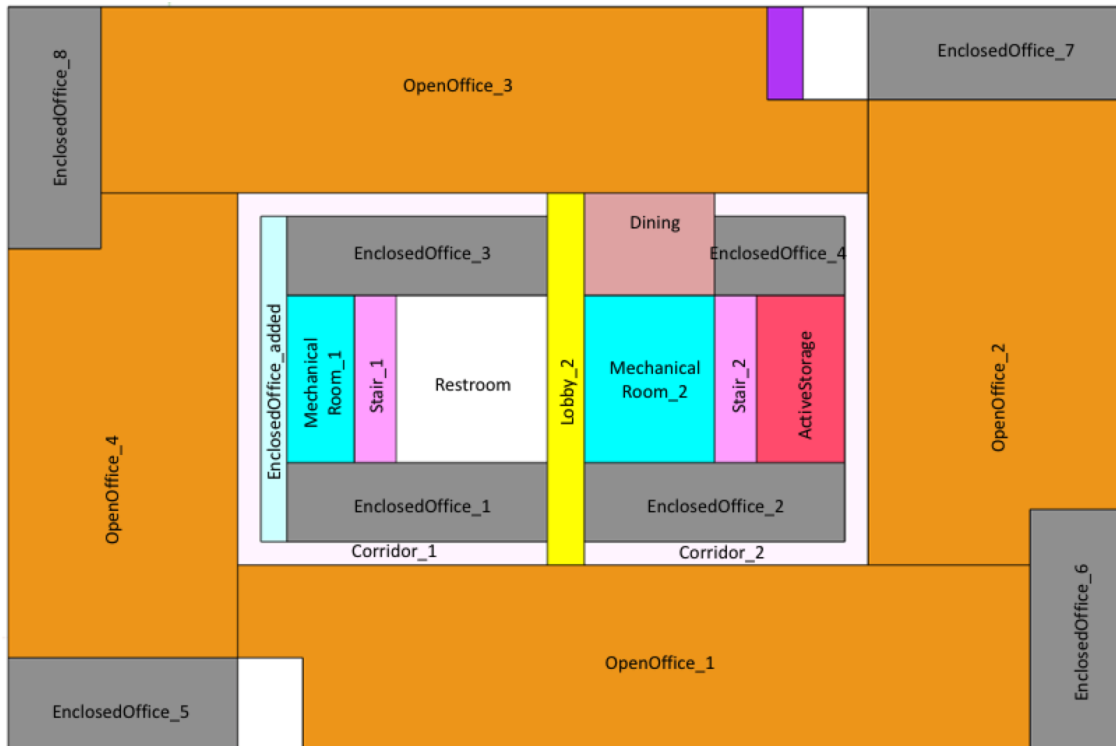 EnclosedOffice_8
OpenOffice_3
EnclosedOffice_7
Dining
EnclosedOffice_3
EnclosedOffice_4
EnclosedOffice_added
Mechanical
Room_1
Stair_1
Restroom
Lobby_2
Mechanical
Room_2
Stair_2
ActiveStorage
OpenOffice_2
OpenOffice_4
EnclosedOffice_1
EnclosedOffice_2
Corridor_1
Corridor_2
EnclosedOffice_6
OpenOffice_1
EnclosedOffice_5